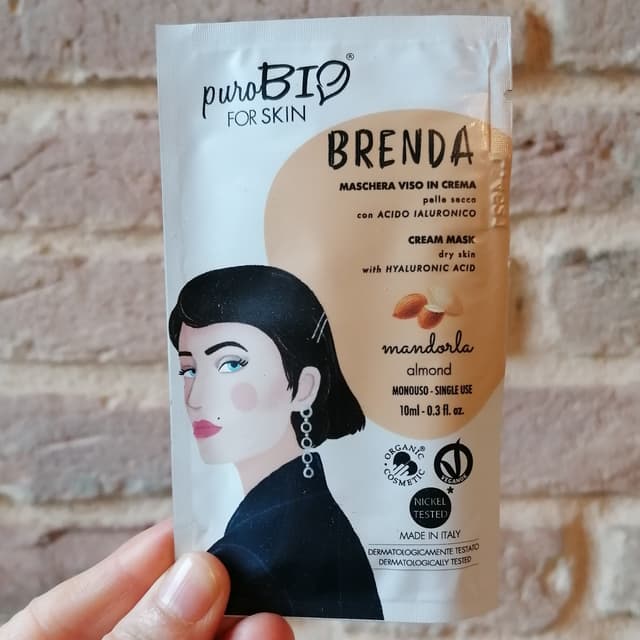 puroBIO®
FOR SKIN
BRENDA
MASCHERA VISO IN CREMA
pelle secca
con ACIDO IALURONICO
CREAM MASK
dry skin
with HYALURONIC ACID
mandorla
almond
MONOUSO - SINGLE USE
10ml - 0.3 fl. oz.
ORGANIC COSMETIC ®
VEGANOK
NICKEL
TESTED
MADE IN ITALY
DERMATOLOGICAMENTE TESTATO
DERMATOLOGICALLY TESTED